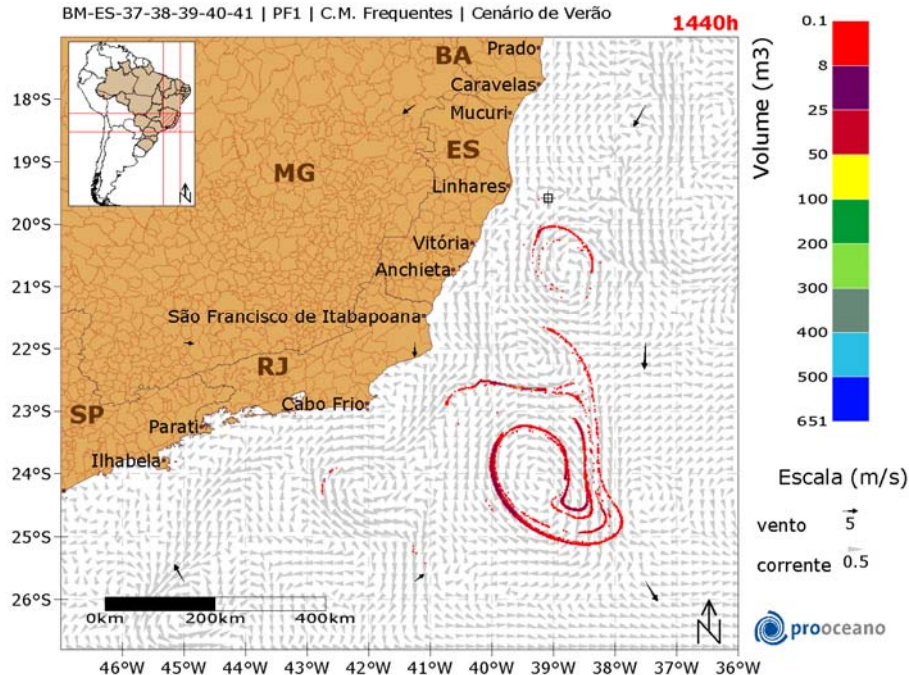 BM-ES-37-38-39-40-41 | PF1 | C.M. Frequentes | Cenário de Verão
1440h
BA
Prado
Caravelas
Mucuri
ES
MG
Linhares
Vitória
Anchieta
São Francisco de Itabapoana
RJ
SP
Cabo Frio
Parati
Ilhabela
18°S
19°S
20°S
21°S
22°S
23°S
24°S
25°S
26°S
N
0km
200km
400km
N
46°W
45°W
44°W
43°W
42°W
41°W
40°W
39°W
38°W
37°W
36°W
Volume (m3)
0.1
8
25
50
100
200
300
400
500
651
Escala (m/s)
vento 5
corrente 0.5
prooceano